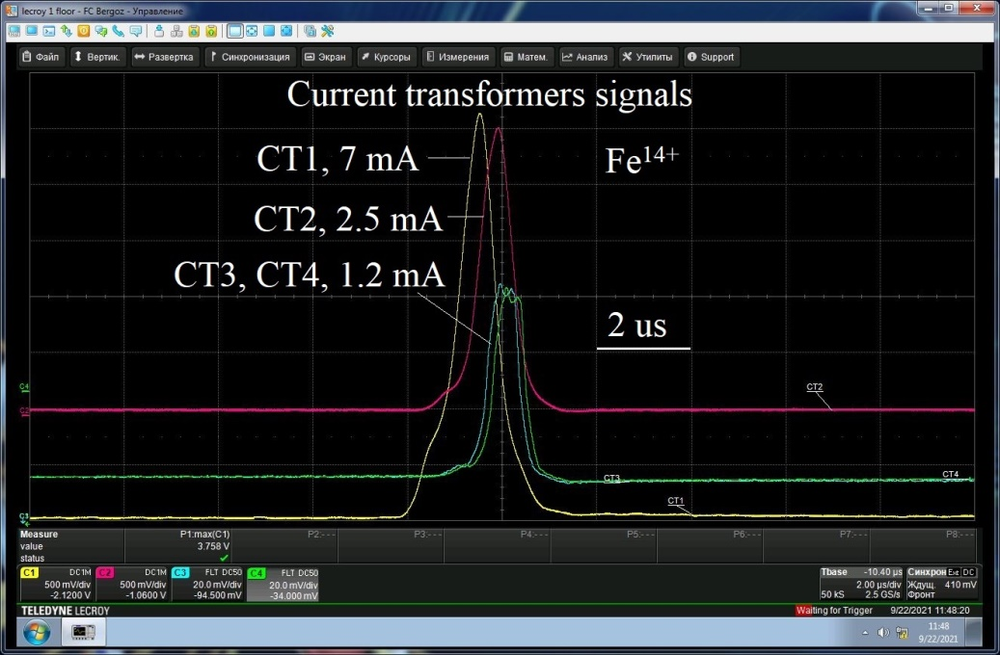 lecroy 1 floor - FC Bergoz - Управление
Файл Вертик. Развертка Синхронизация Экран Курсоры Измерения Матем. Анализ Утилиты Support
Current transformers signals
CT1, 7 mA
Fe14+
CT2, 2.5 mA
CT3, CT4, 1.2 mA
2 us
C4
CT2
C2
CT3
CT4
CT1
Measure P1:max(C1) P2:--- P3:--- P4:--- P5:--- P6:--- P7:--- P8:---
value 3.758 V
status
C1 DC1M C2 DC1M C3 FLT DC50 C4 FLT DC50 Tbase -10.40 µs Синхрон DC
500 mV/div 500 mV/div 20.0 mV/div 20.0 mV/div 2.00 µs/div Ждущ. 410 mV
-2.1200 V -1.0600 V -94.500 mV -34.000 mV 50 kS 2.5 GS/s Фронт
TELEDYNE LECROY Waiting for Trigger 9/22/2021 11:48:20
11:48
9/22/2021